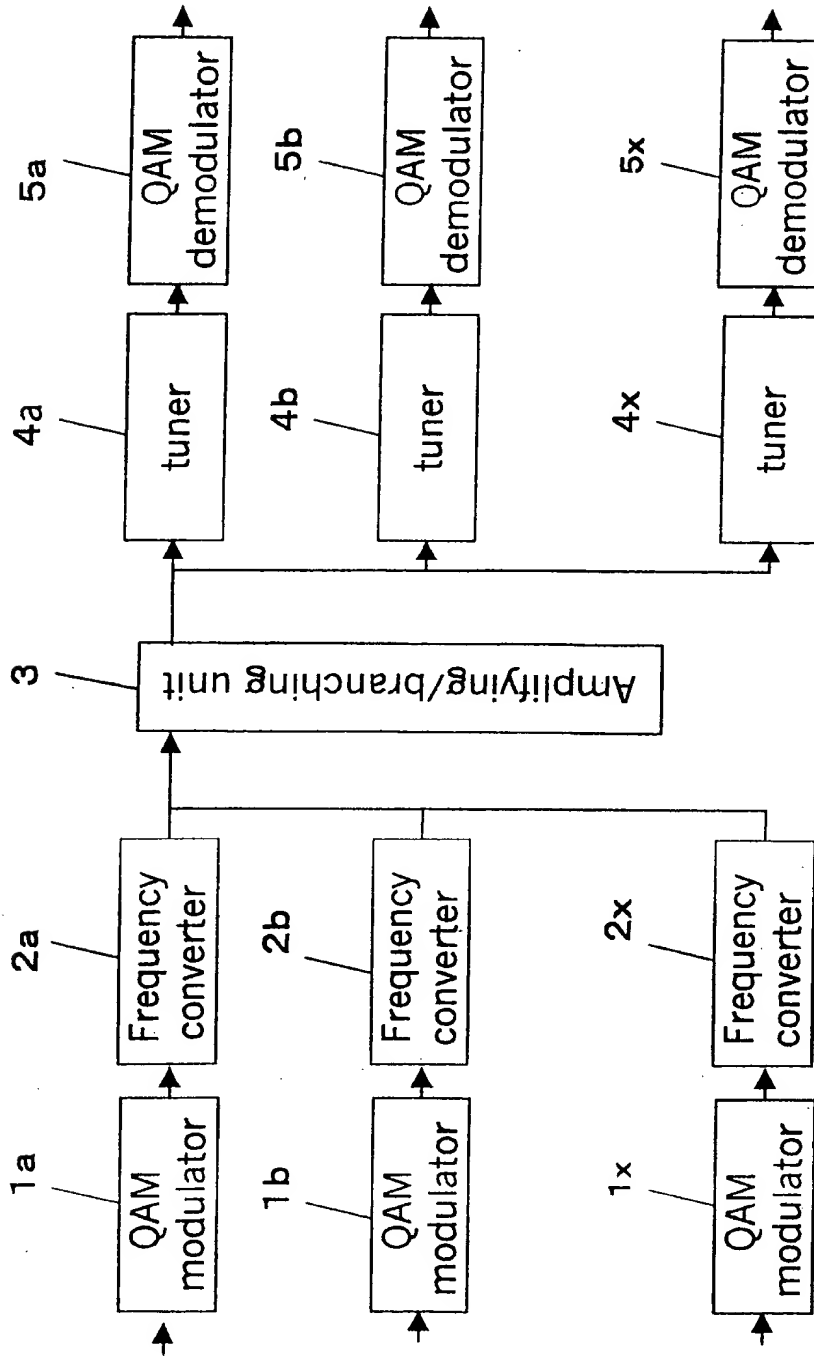 1a
QAM
modulator
2a
Frequency
converter
3
Amplifying/branching unit
4a
tuner
5a
QAM
demodulator
1b
QAM
modulator
2b
Frequency
converter
4b
tuner
5b
QAM
demodulator
1x
QAM
modulator
2x
Frequency
converter
4x
tuner
5x
QAM
demodulator